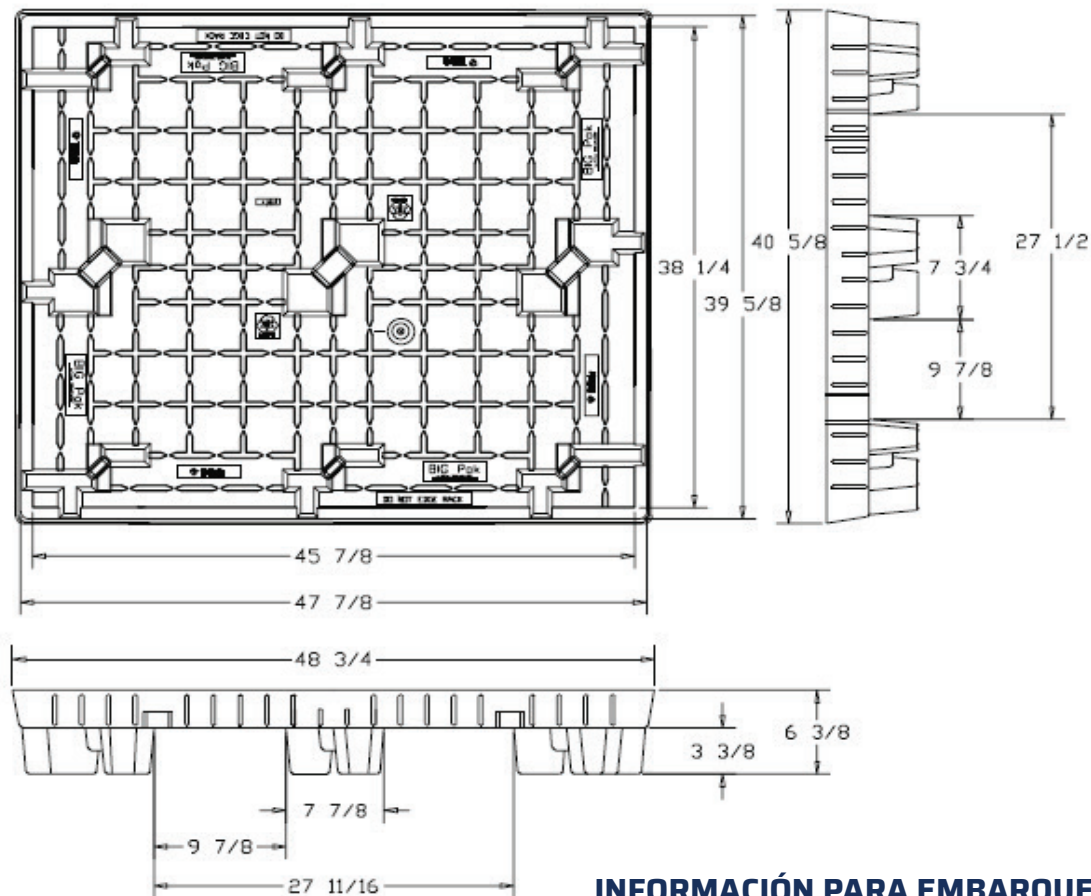 DO NOT EDGE RACK
BIG Pak
BIG Pak
BIG Pak
BIG Pak
DO NOT EDGE RACK
38 1/4
39 5/8
40 5/8
7 3/4
27 1/2
9 7/8
45 7/8
47 7/8
48 3/4
6 3/8
3 3/8
7 7/8
9 7/8
27 11/16
INFORMACIÓN PARA EMBARQUE